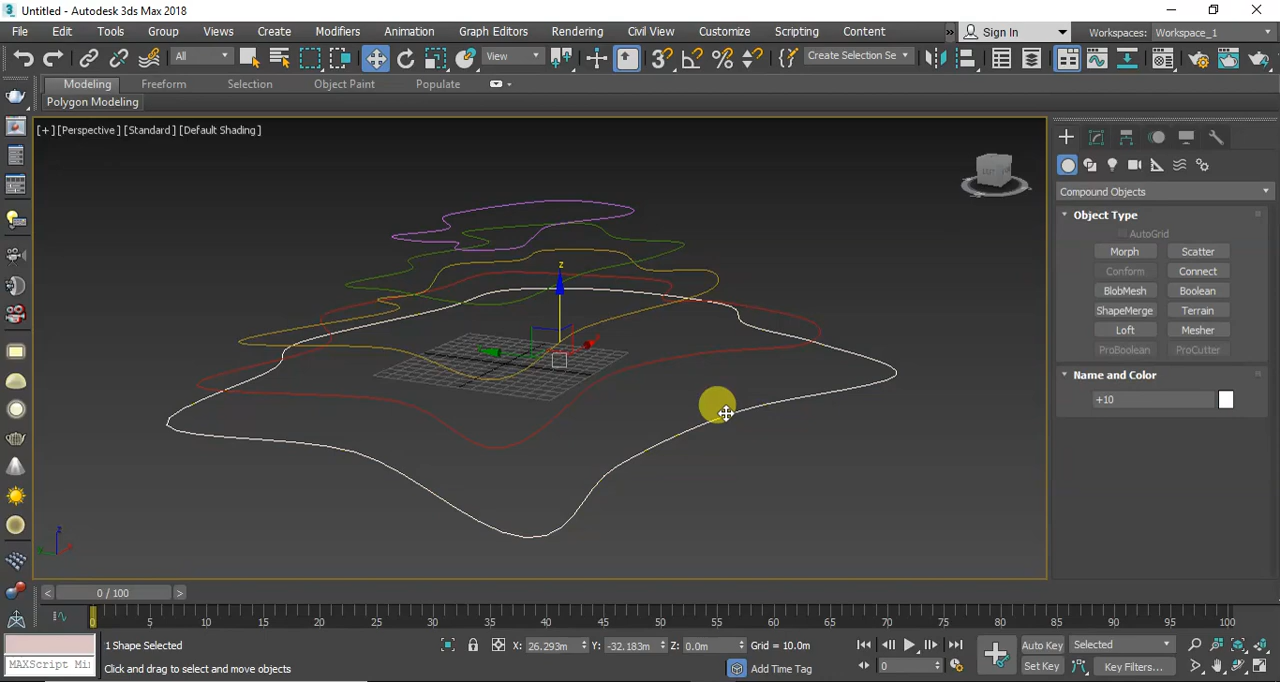 Untitled - Autodesk 3ds Max 2018
File Edit Tools Group Views Create Modifiers Animation Graph Editors Rendering Civil View Customize Scripting Content » Sign In Workspaces: Workspace_1
All View Create Selection Se
Modeling Freeform Selection Object Paint Populate
Polygon Modeling
[+] [Perspective] [Standard] [Default Shading]
Compound Objects
Object Type
AutoGrid
Morph Scatter
Conform Connect
BlobMesh Boolean
ShapeMerge Terrain
Loft Mesher
ProBoolean ProCutter
Name and Color
+10
z
z
< 0 / 100 >
0 5 10 15 20 25 30 35 40 45 50 55 60 65 70 75 80 85 90 95 100
1 Shape Selected X: 26.293m Y: -32.183m Z: 0.0m Grid = 10.0m Auto Key Selected
MAXScript Mi Click and drag to select and move objects Add Time Tag 0 Set Key Key Filters...